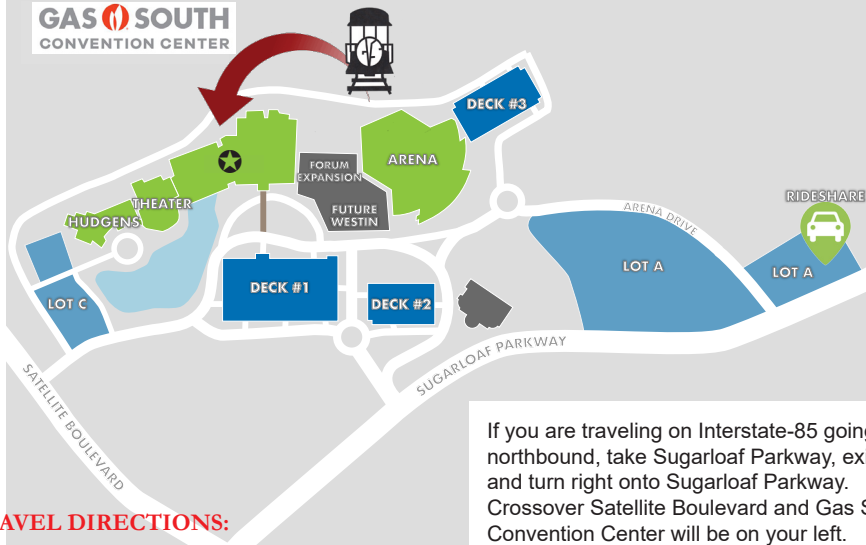 GAS SOUTH
CONVENTION CENTER
DECK #3
FORUM
EXPANSION
ARENA
THEATER
HUDGENS
FUTURE
WESTIN
RIDESHARE
ARENA DRIVE
LOT A
LOT A
DECK #1
DECK #2
LOT C
SUGARLOAF PARKWAY
SATELLITE BOULEVARD
If you are traveling on Interstate-85 going
northbound, take Sugarloaf Parkway,
and turn right onto Sugarloaf Parkway.
Crossover Satellite Boulevard and Gas
Convention Center will be on your left.
AVEL DIRECTIONS: